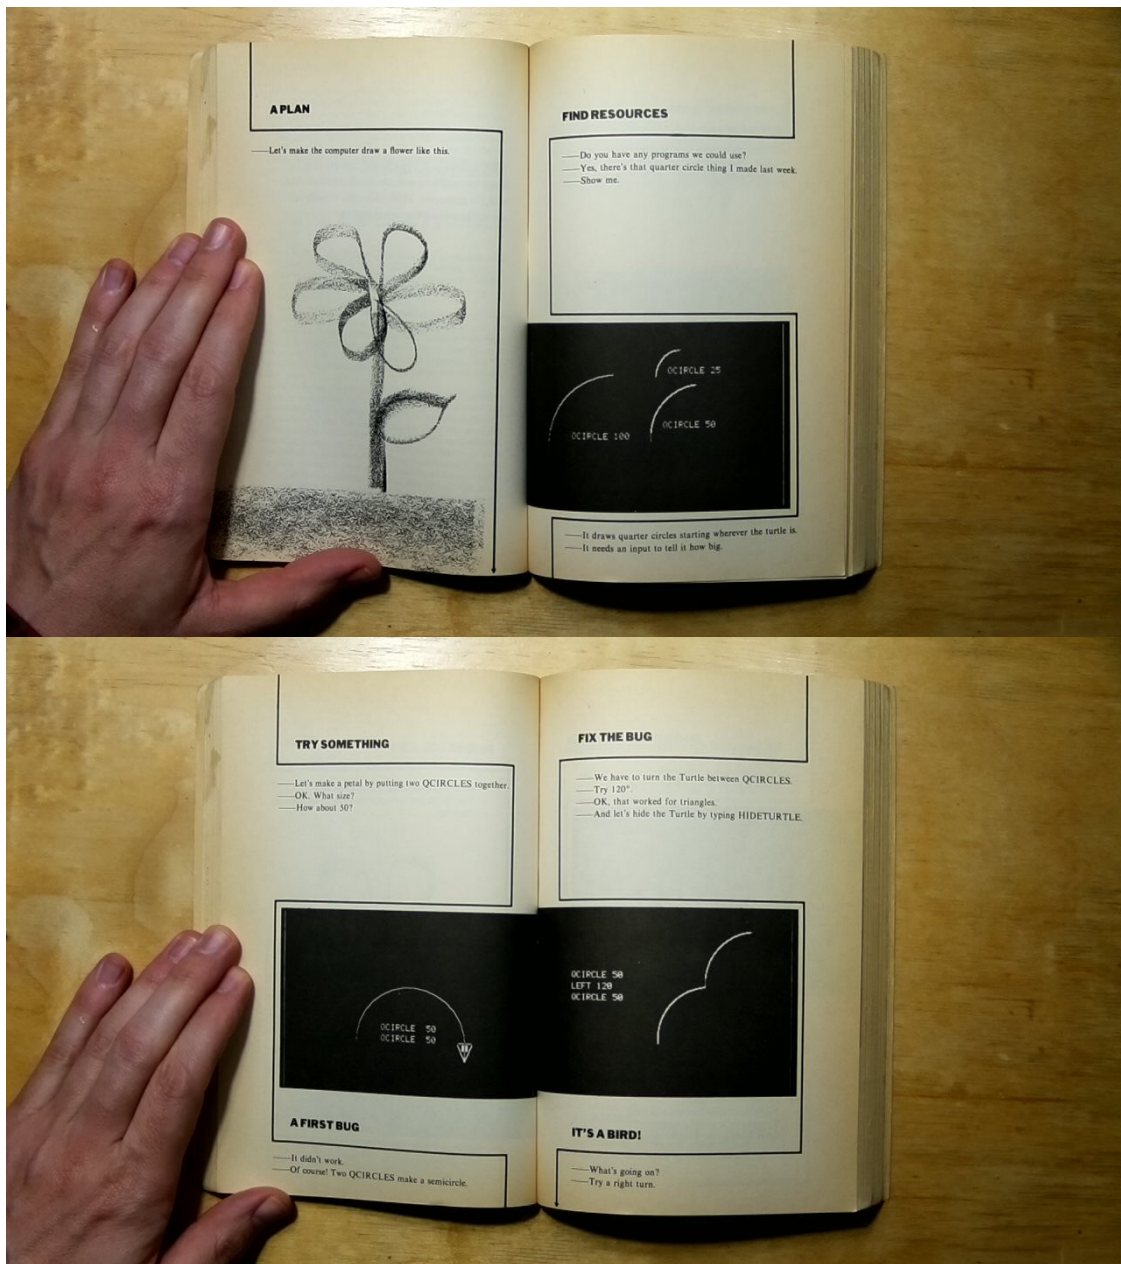 A PLAN
—Let's make the computer draw a flower like this.
FIND RESOURCES
—Do you have any programs we could use?
—Yes, there's that quarter circle thing I made last week.
—Show me.
QCIRCLE 25
QCIRCLE 50
QCIRCLE 100
—It draws quarter circles starting wherever the turtle is.
—It needs an input to tell it how big.
TRY SOMETHING
—Let's make a petal by putting two QCIRCLES together.
—OK. What size?
—How about 50?
QCIRCLE 50
QCIRCLE 50
A FIRST BUG
—It didn't work.
—Of course! Two QCIRCLES make a semicircle.
FIX THE BUG
—We have to turn the Turtle between QCIRCLES.
—Try 120°.
—OK, that worked for triangles.
—And let's hide the Turtle by typing HIDETURTLE.
QCIRCLE 50
LEFT 120
QCIRCLE 50
IT'S A BIRD!
—What's going on?
—Try a right turn.